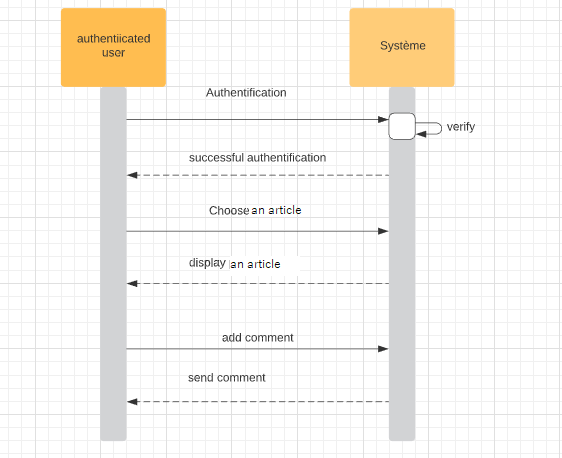 authentiicated
user
Système
Authentification
verify
successful authentification
Choose an article
display an article
add comment
send comment